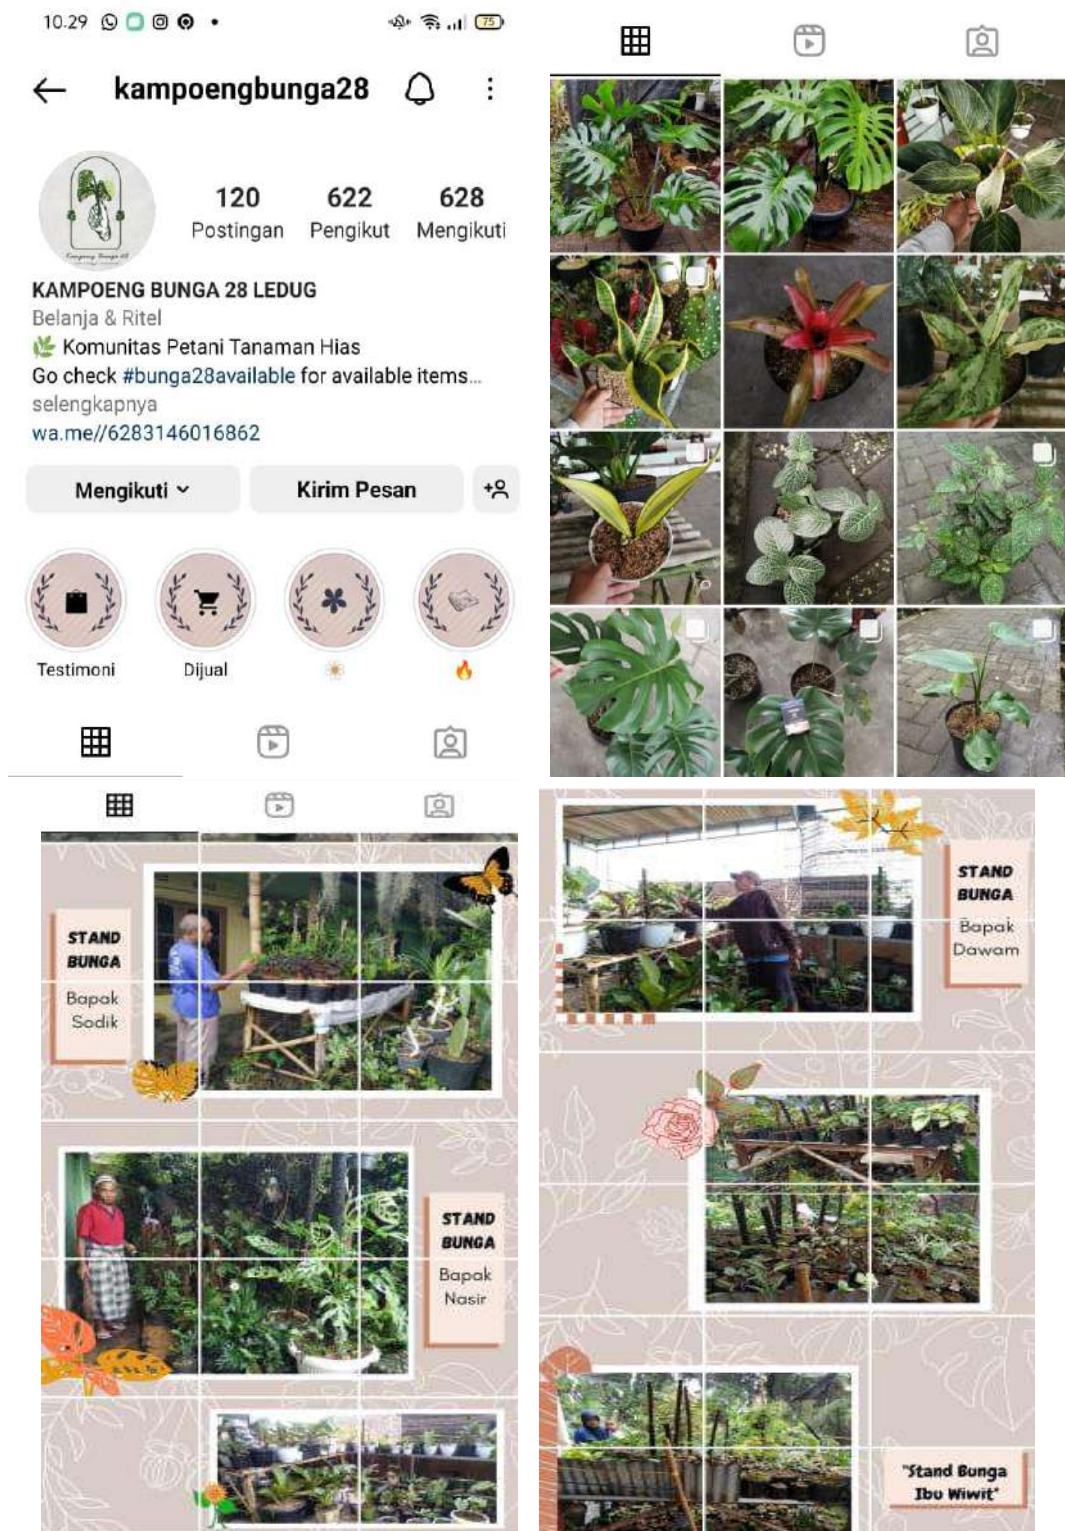 10.29
75
kampoengbunga28
120
622
628
Postingan
Pengikut
Mengikuti
KAMPOENG BUNGA 28 LEDUG
Belanja & Ritel
Komunitas Petani Tanaman Hias
Go check #bunga28available for available items...
selengkapnya
wa.me//6283146016862
Mengikuti
Kirim Pesan
Testimoni
Dijual
STAND
BUNGA
Bapak
Sodik
STAND
BUNGA
Bapak
Nasir
STAND
BUNGA
Bapak
Dawam
"Stand Bunga
Ibu Wiwit"